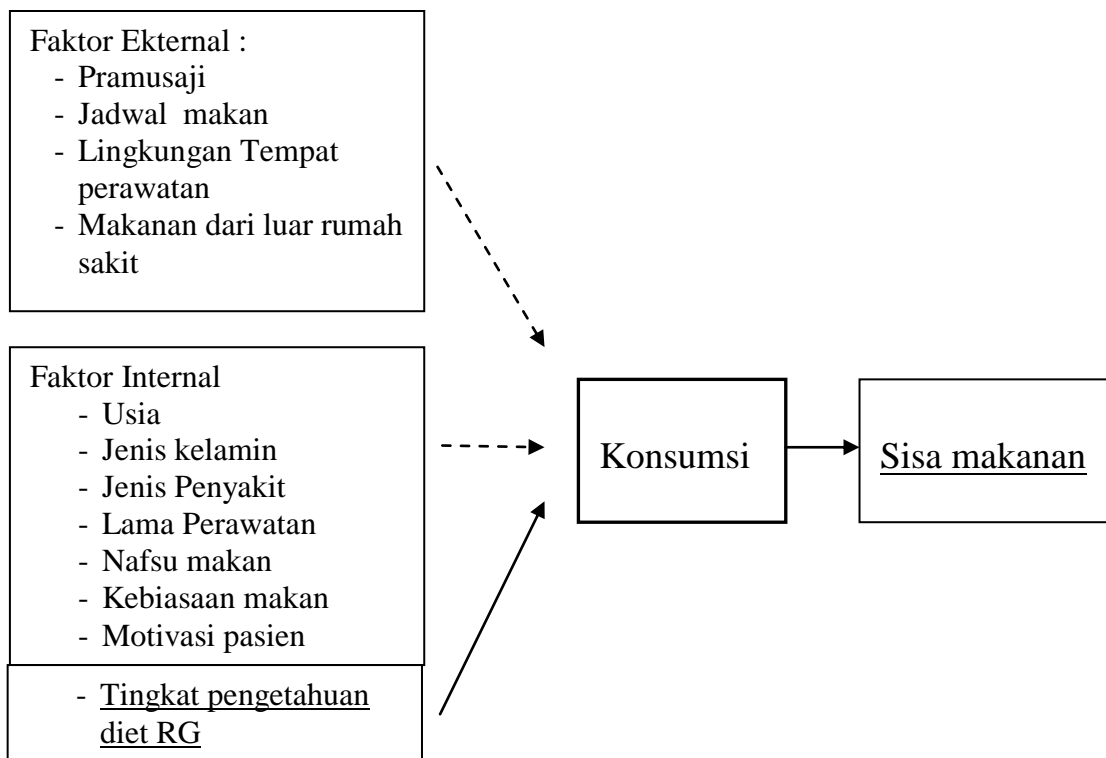 Faktor Ekternal :
- Pramusaji
- Jadwal makan
- Lingkungan Tempat
perawatan
- Makanan dari luar rumah
sakit
Faktor Internal
- Usia
- Jenis kelamin
- Jenis Penyakit
- Lama Perawatan
- Nafsu makan
- Kebiasaan makan
- Motivasi pasien
- Tingkat pengetahuan
diet RG
Konsumsi
Sisa makanan